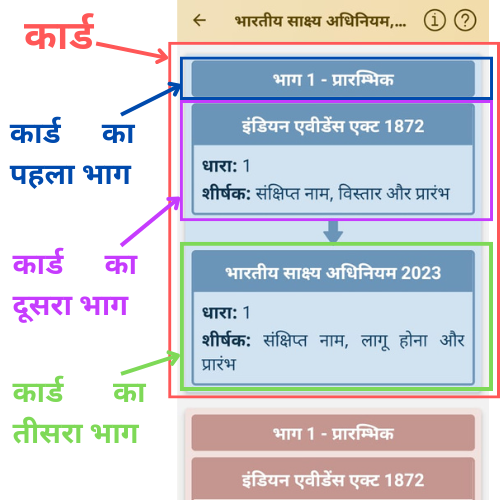 भारतीय साक्ष्य अधिनियम,...
कार्ड
भाग 1 - प्रारम्भिक
कार्ड का
पहला भाग
इंडियन एवीडेंस एक्ट 1872
धारा: 1
शीर्षक: संक्षिप्त नाम, विस्तार और प्रारंभ
कार्ड का
दूसरा भाग
भारतीय साक्ष्य अधिनियम 2023
धारा: 1
शीर्षक: संक्षिप्त नाम, लागू होना और
प्रारंभ
कार्ड का
तीसरा भाग
भाग 1 - प्रारम्भिक
इंडियन एवीडेंस एक्ट 1872